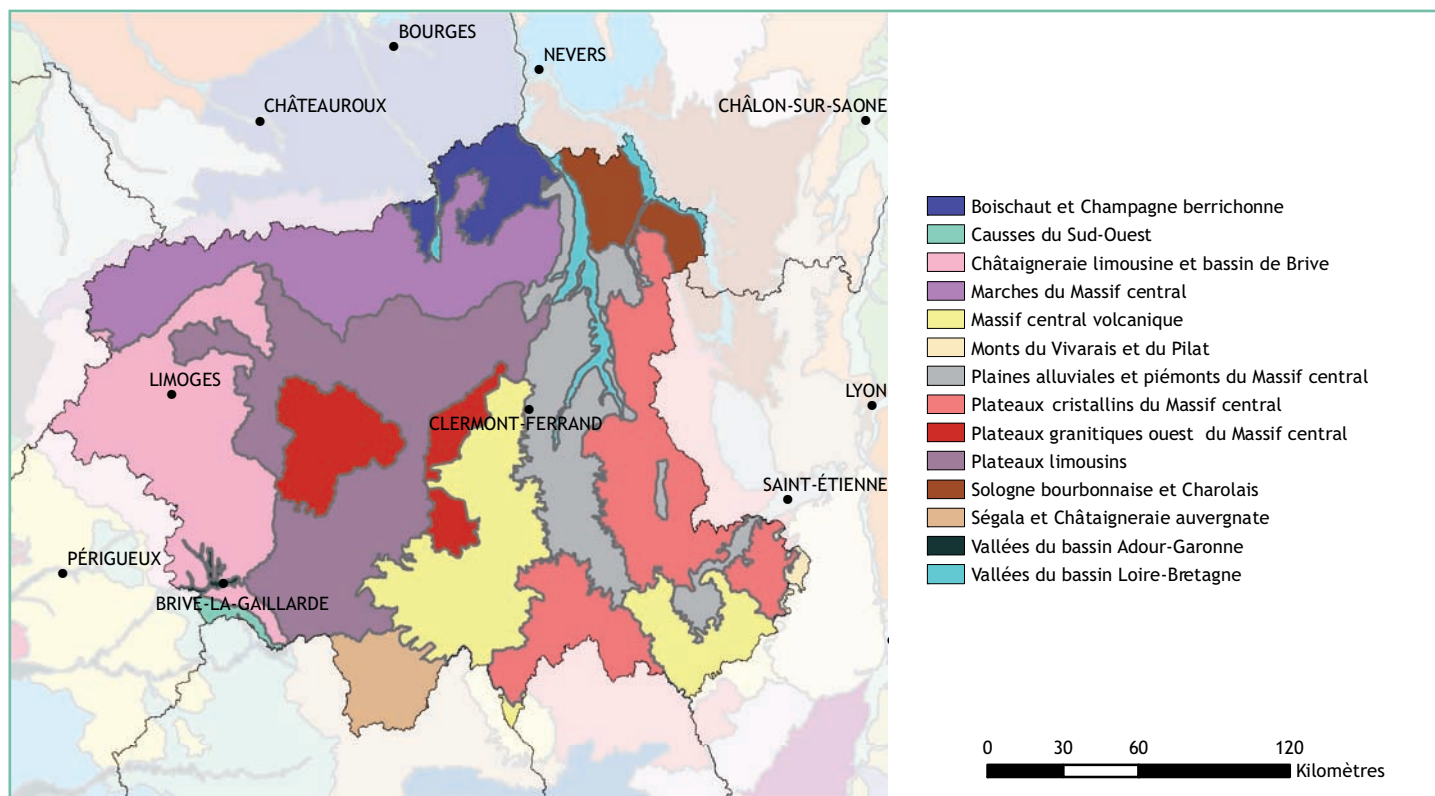 BOURGES
NEVERS
CHÂTEAUROUX
CHÂLON-SUR-SAONE
LIMOGES
LYON
CLERMONT-FERRAND
SAINT-ÉTIENNE
PÉRIGUEUX
BRIVE-LA-GAILLARDE
Boischaut et Champagne berrichonne
Causses du Sud-Ouest
Châtaigneraie limousine et bassin de Brive
Marches du Massif central
Massif central volcanique
Monts du Vivarais et du Pilat
Plaines alluviales et piémonts du Massif central
Plateaux cristallins du Massif central
Plateaux granitiques ouest du Massif central
Plateaux limousins
Sologne bourbonnaise et Charolais
Ségala et Châtaigneraie auvergnate
Vallées du bassin Adour-Garonne
Vallées du bassin Loire-Bretagne
0 30 60 120
Kilomètres